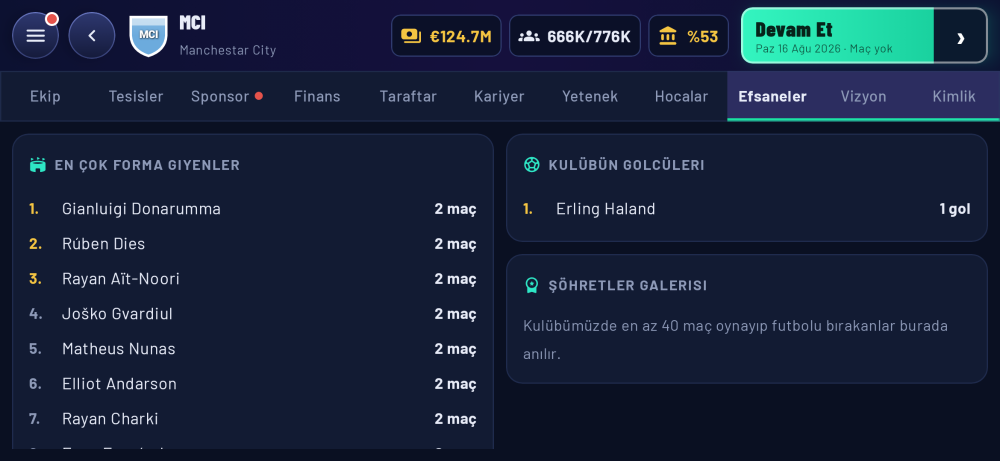 MCI
MCI
Manchestar City
€124.7M
666K/776K
%53
Devam Et
Paz 16 Ağu 2026 · Maç yok
Ekip
Tesisler
Sponsor
Finans
Taraftar
Kariyer
Yetenek
Hocalar
Efsaneler
Vizyon
Kimlik
EN ÇOK FORMA GIYENLER
1. Gianluigi Donarumma 2 maç
2. Rúben Dies 2 maç
3. Rayan Aït-Noori 2 maç
4. Joško Gvardiul 2 maç
5. Matheus Nunas 2 maç
6. Elliot Andarson 2 maç
7. Rayan Charki 2 maç
KULÜBÜN GOLCÜLERI
1. Erling Haland 1 gol
ŞÖHRETLER GALERISI
Kulübümüzde en az 40 maç oynayıp futbolu bırakanlar burada
anılır.